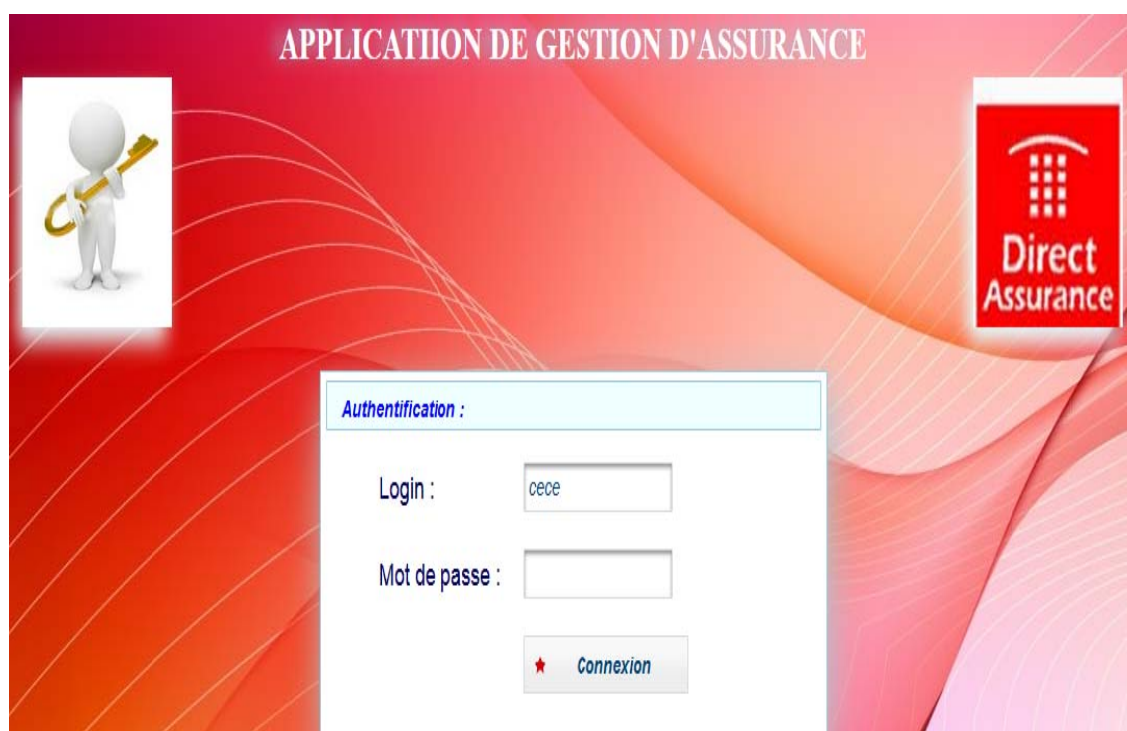 APPLICATIION DE GESTION D'ASSURANCE
Direct
Assurance
Authentification :
Login :
cece
Mot de passe :
Connexion